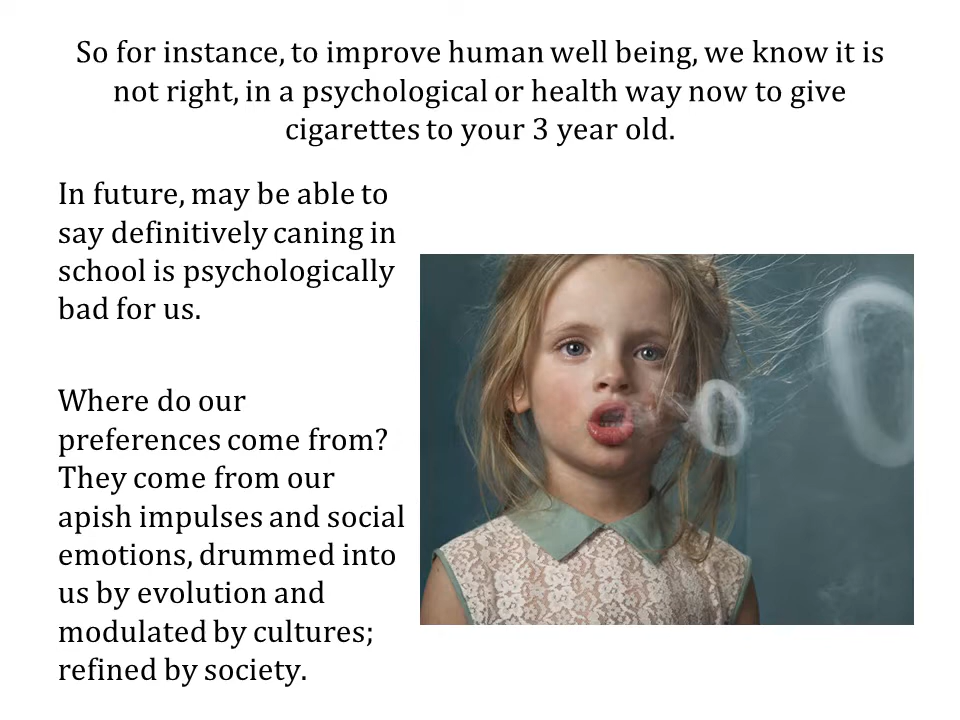 So for instance, to improve human well being, we know it is
not right, in a psychological or health way now to give
cigarettes to your 3 year old.
In future, may be able to
say definitively caning in
school is psychologically
bad for us.
Where do our
preferences come from?
They come from our
apish impulses and social
emotions, drummed into
us by evolution and
modulated by cultures;
refined by society.